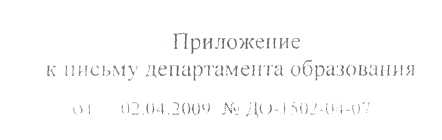 Приложение
к письму департамента образования
от 02.04.2009 № ДО-1502-04-07